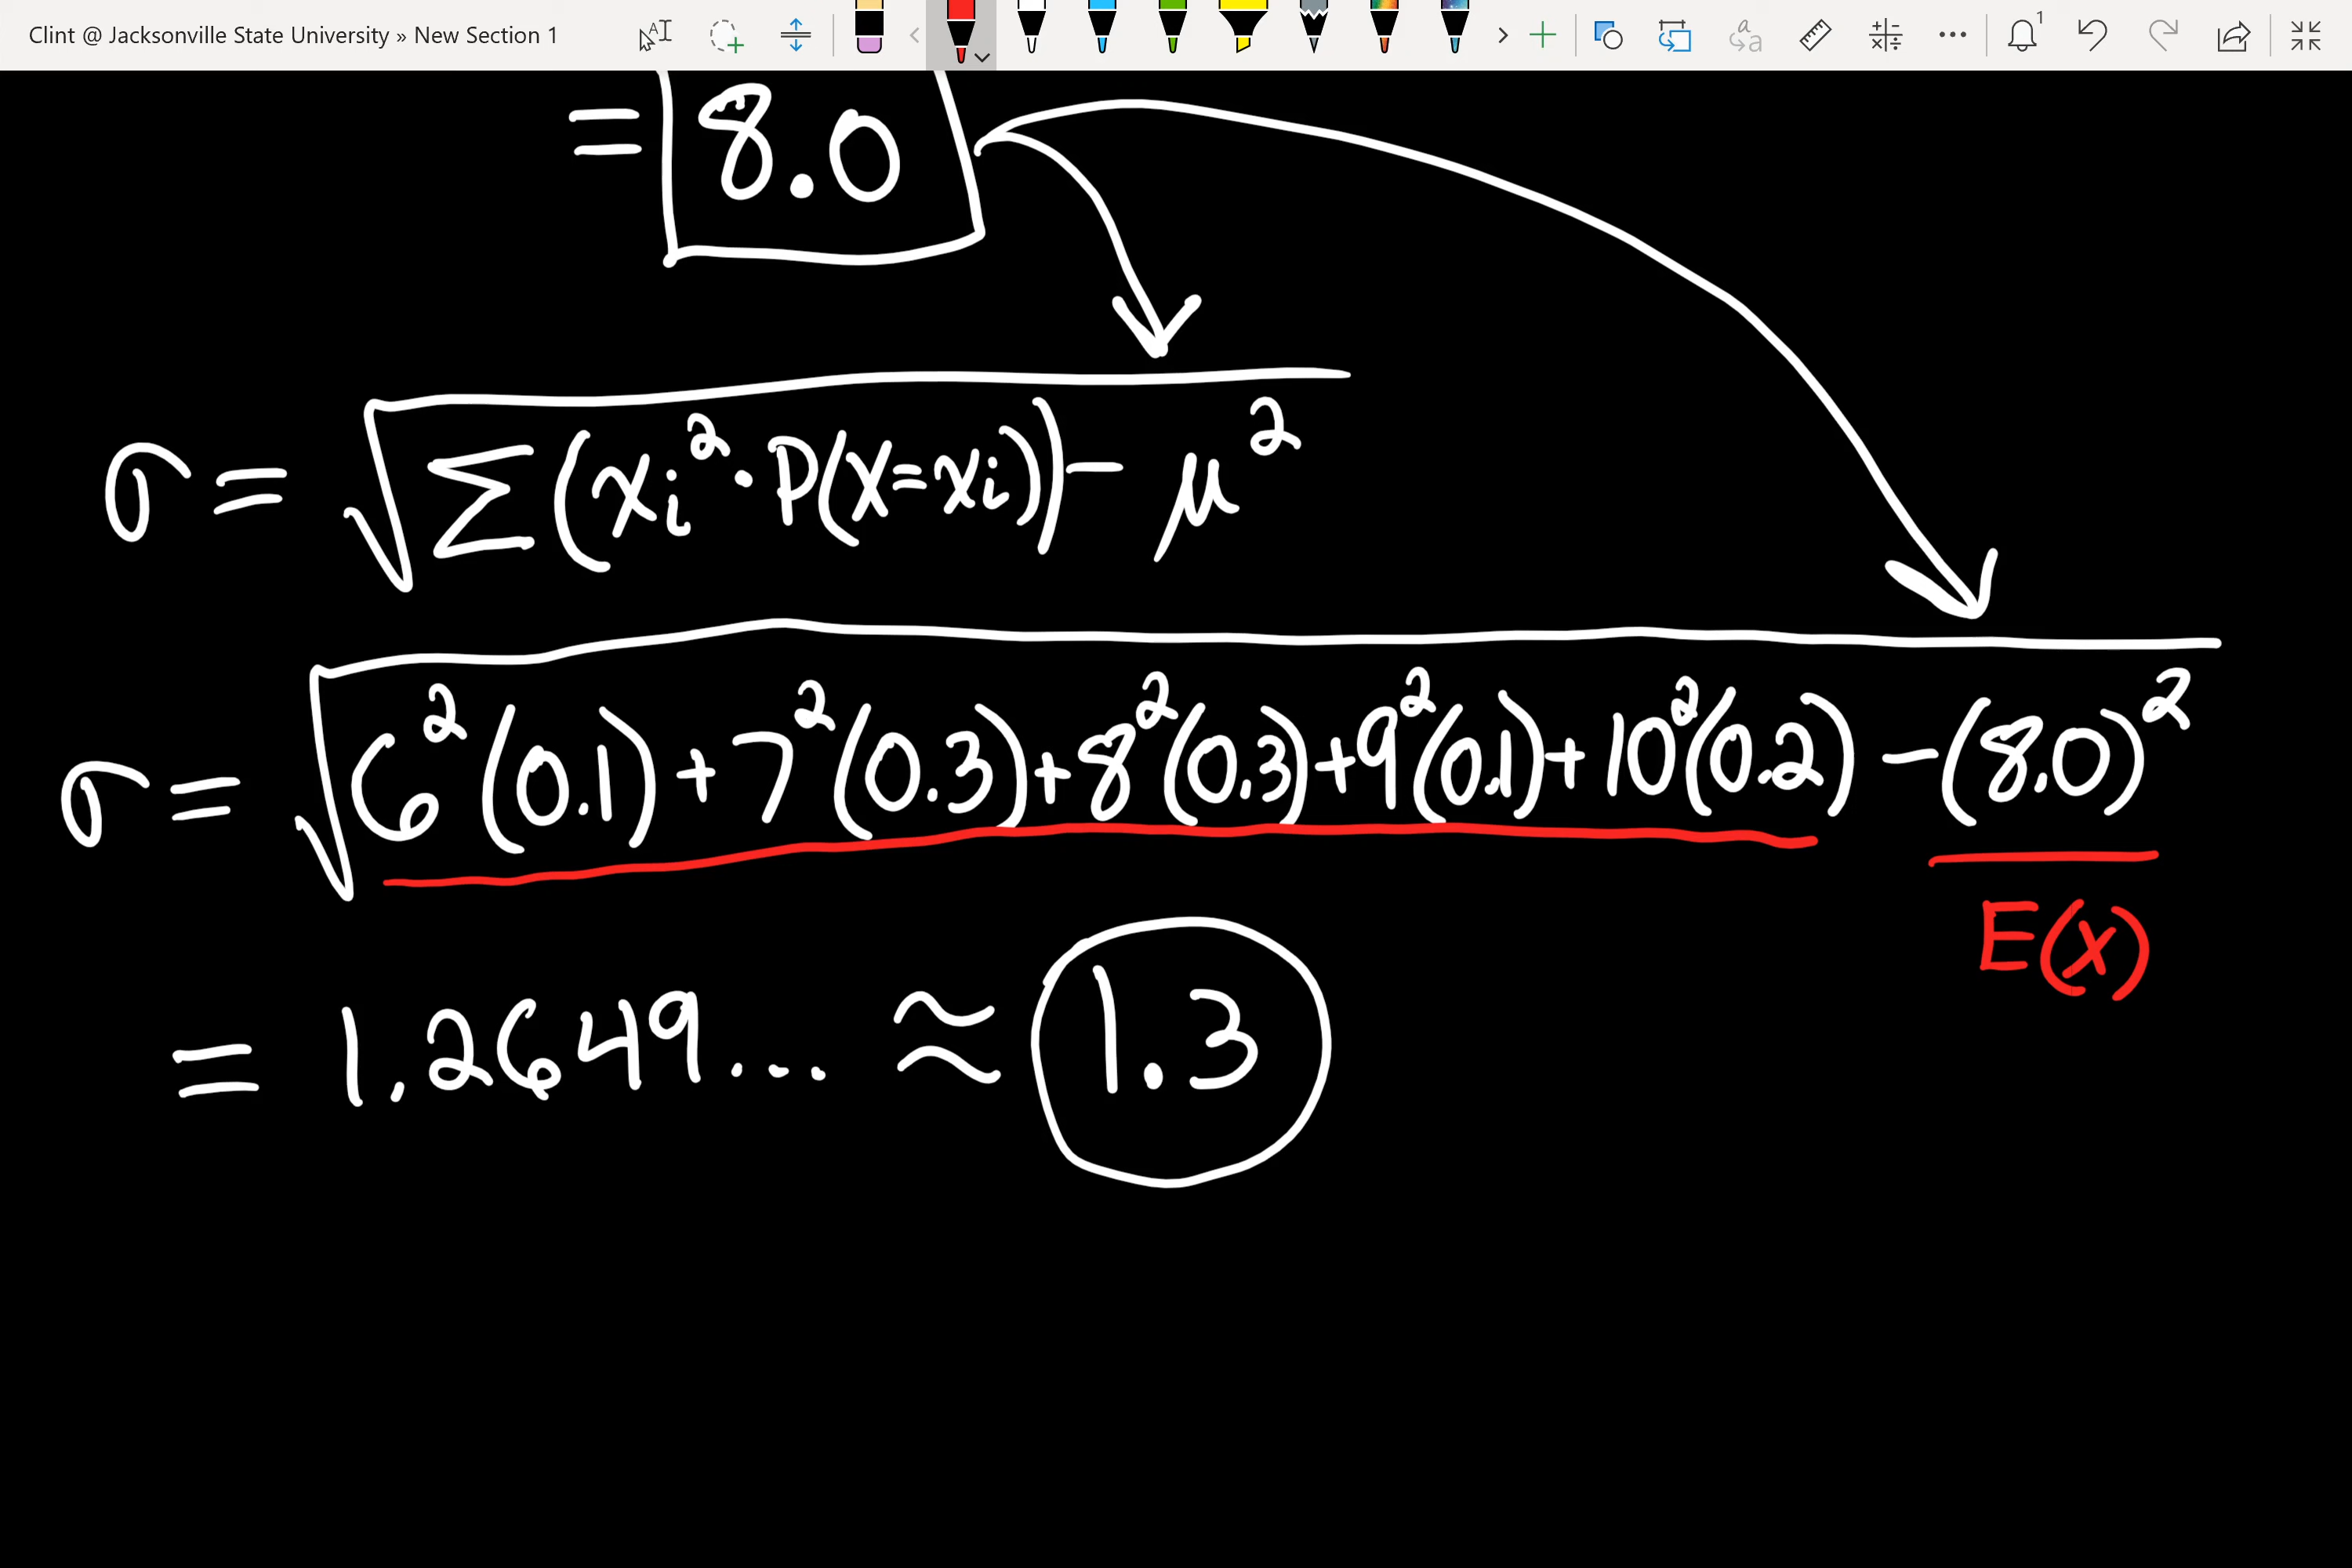 Clint @ Jacksonville State University » New Section 1
= 8.0
σ = √Σ(xᵢ² · P(X=xᵢ)) − μ²
σ = √6²(0.1) + 7²(0.3) + 8²(0.3) + 9²(0.1) + 10²(0.2) − (8.0)²
E(x)
= 1.2649... ≈ 1.3